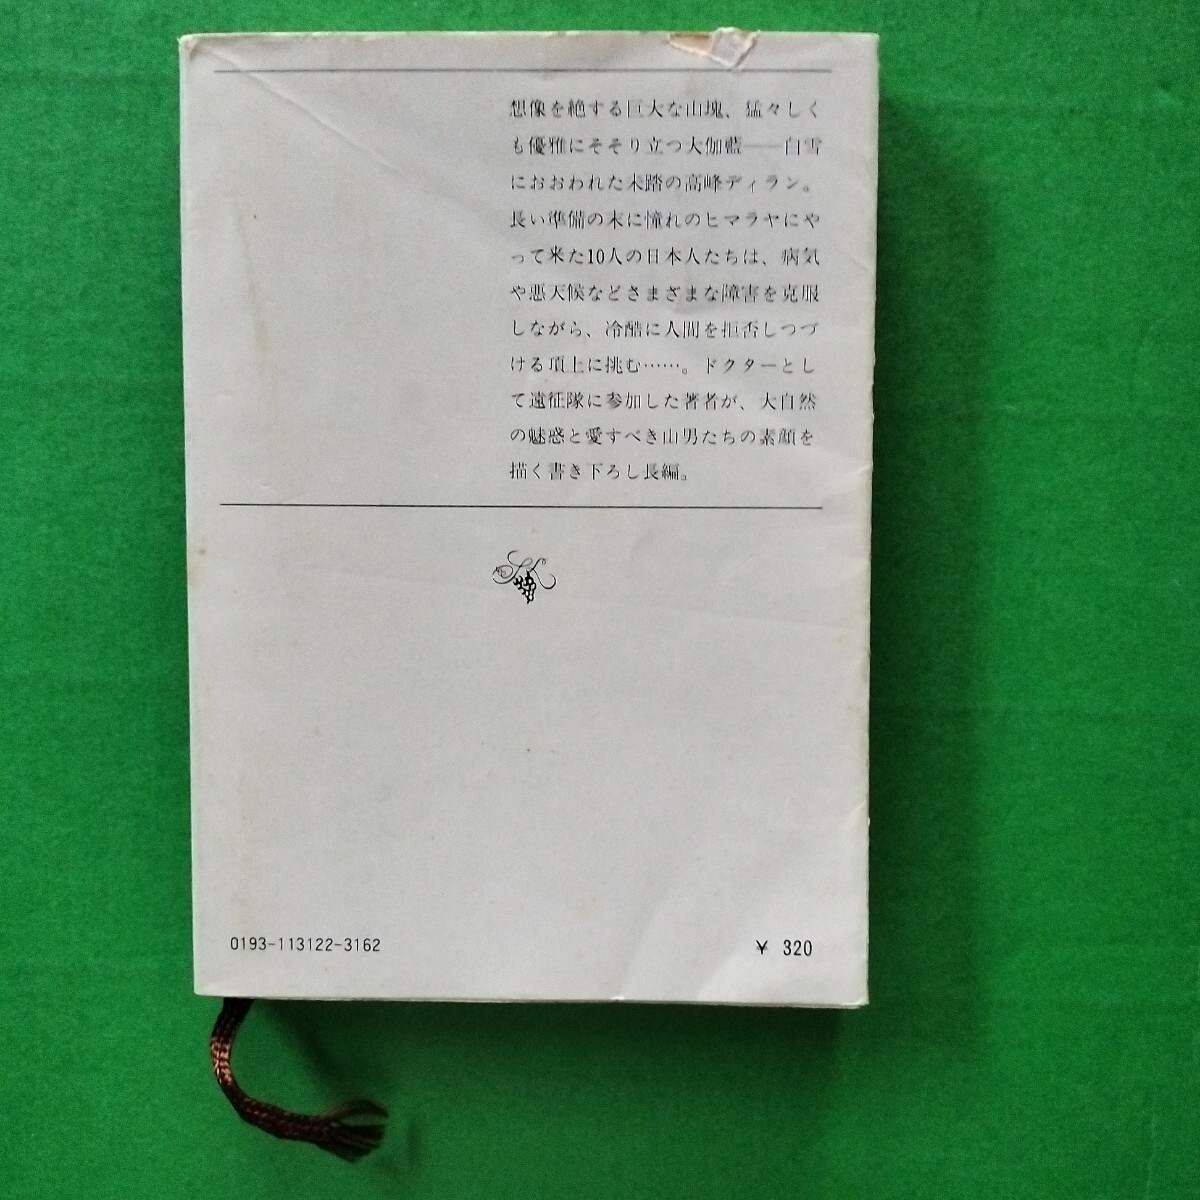 想像を絶する巨大な山塊、猛々しく
も優雅にそそり立つ大伽藍――白雪
におおわれた未踏の高峰ディラン。
長い準備の末に憧れのヒマラヤにや
って来た10人の日本人たちは、病気
や悪天候などさまざまな障害を克服
しながら、冷酷に人間を拒否しつづ
ける頂上に挑む……。ドクターとし
て遠征隊に参加した著者が、大自然
の魅惑と愛すべき山男たちの素顔を
描く書き下ろし長編。
0193-113122-3162
¥ 320